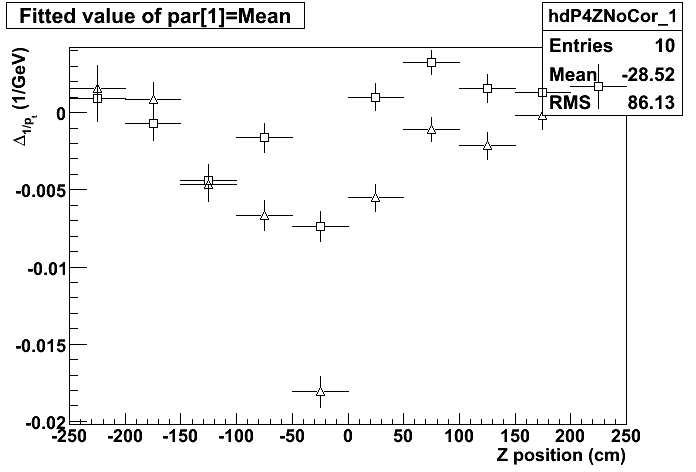 Fitted value of par[1]=Mean
hdP4ZNoCor_1
Entries 10
Mean -28.52
RMS 86.13
Δ1/pt (1/GeV)
0
-0.005
-0.01
-0.015
-0.02
-250 -200 -150 -100 -50 0 50 100 150 200 250
Z position (cm)